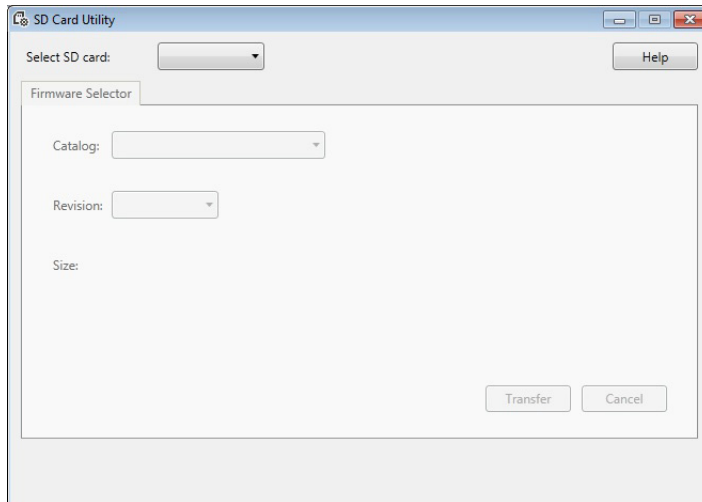 SD Card Utility
Select SD card:
Help
Firmware Selector
Catalog:
Revision:
Size:
Transfer Cancel